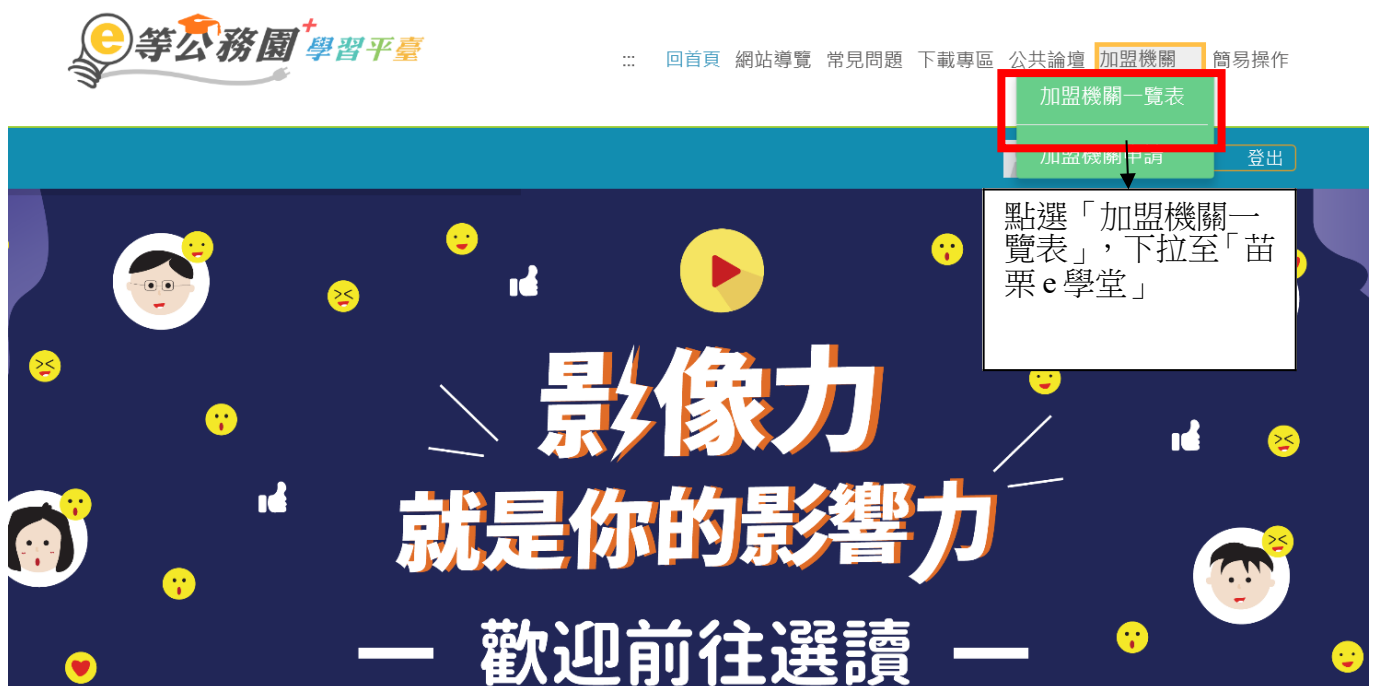 e等公務園+學習平臺
::: 回首頁 網站導覽 常見問題 下載專區 公共論壇 加盟機關 簡易操作
加盟機關一覽表
加盟機關申請
登出
點選「加盟機關一
覽表」，下拉至「苗
栗e學堂」
影像力
就是你的影響力
— 歡迎前往選讀 —